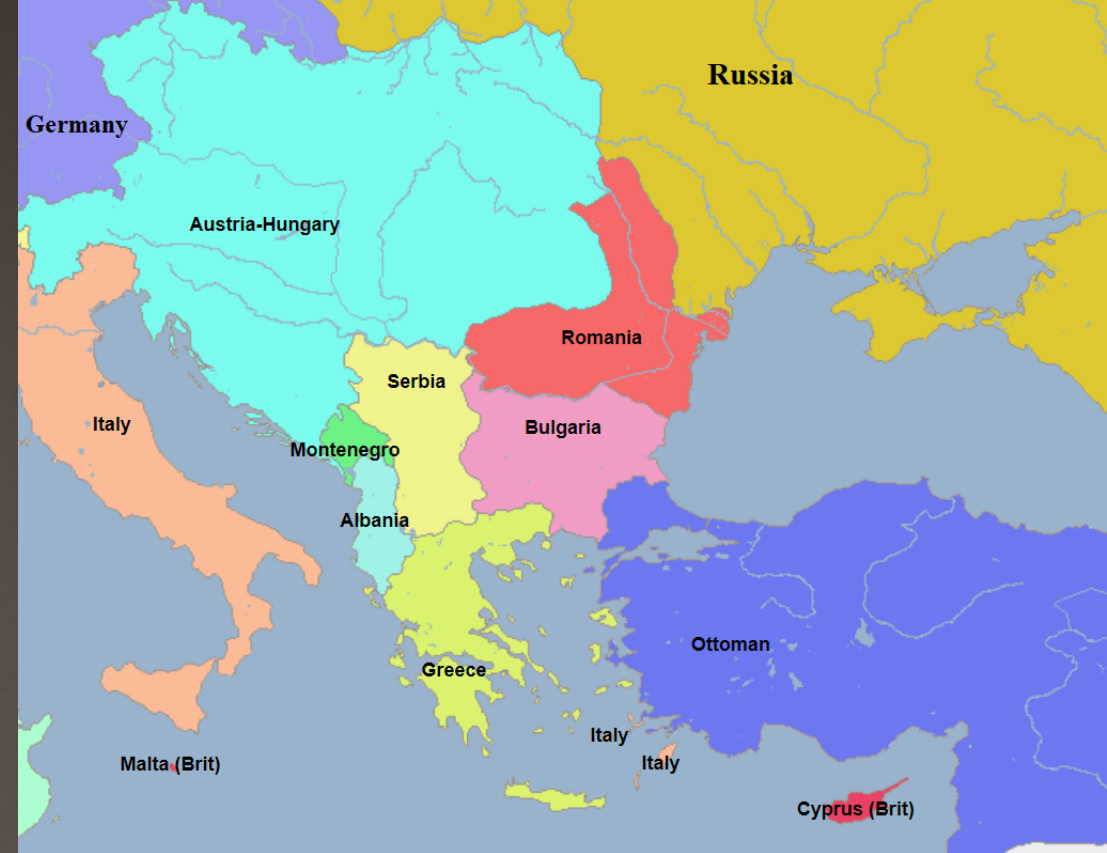 Russia
Germany
Austria-Hungary
Romania
Serbia
Italy
Bulgaria
Montenegro
Albania
Ottoman
Greece
Italy
Italy
Malta (Brit)
Cyprus (Brit)